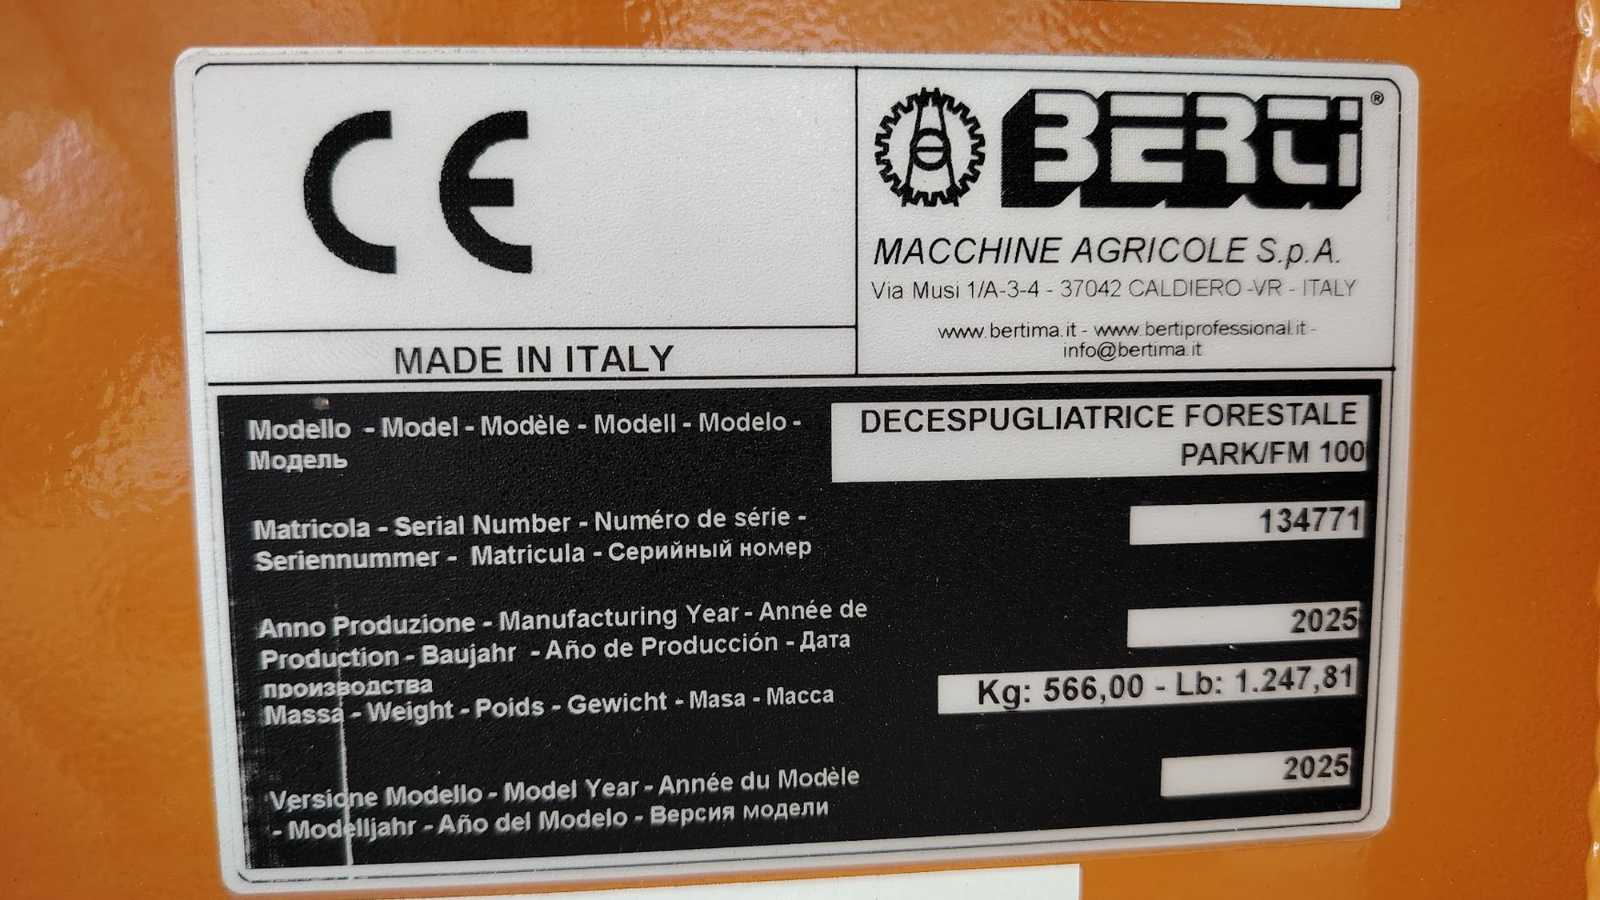 CE
BERTI®
MACCHINE AGRICOLE S.p.A.
Via Musi 1/A-3-4 - 37042 CALDIERO -VR - ITALY
www.bertima.it - www.bertiprofessional.it -
info@bertima.it
MADE IN ITALY
Modello - Model - Modèle - Modell - Modelo -
Модель
DECESPUGLIATRICE FORESTALE
PARK/FM 100
Matricola - Serial Number - Numéro de série -
Seriennummer - Matricula - Серийный номер
134771
Anno Produzione - Manufacturing Year - Année de
Production - Baujahr - Año de Producción - Дата
производства
2025
Massa - Weight - Poids - Gewicht - Masa - Масса
Kg: 566,00 - Lb: 1.247,81
Versione Modello - Model Year - Année du Modèle
- Modelljahr - Año del Modelo - Версия модели
2025